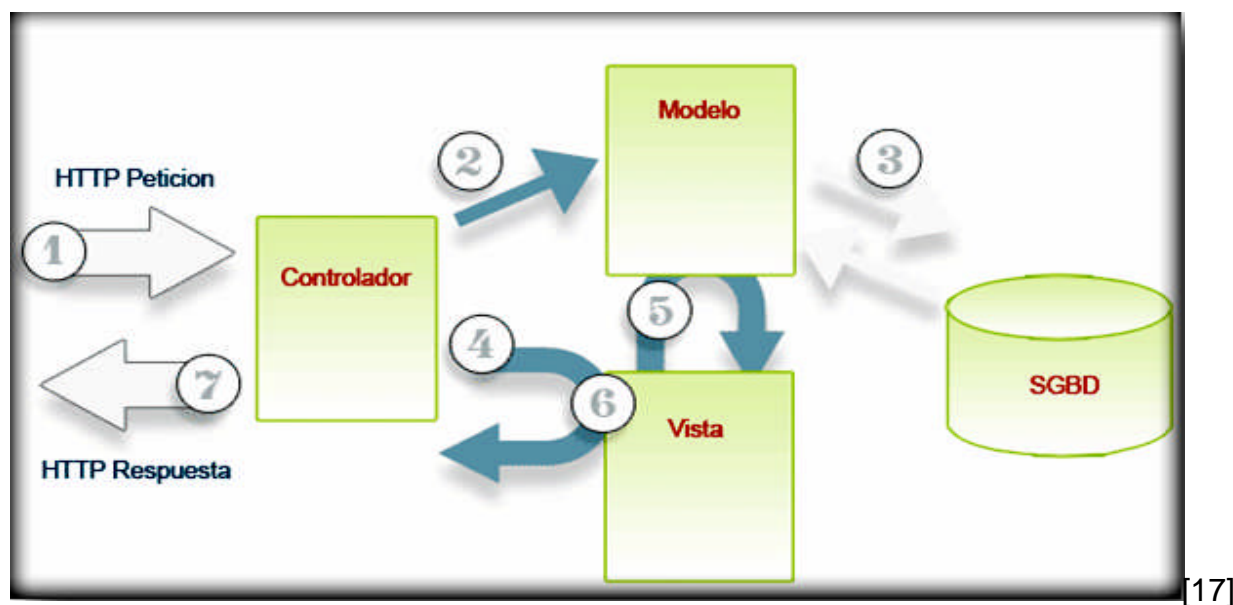 Modelo
2
3
HTTP Peticion
1
Controlador
5
4
7
6
SGBD
Vista
HTTP Respuesta
[17]